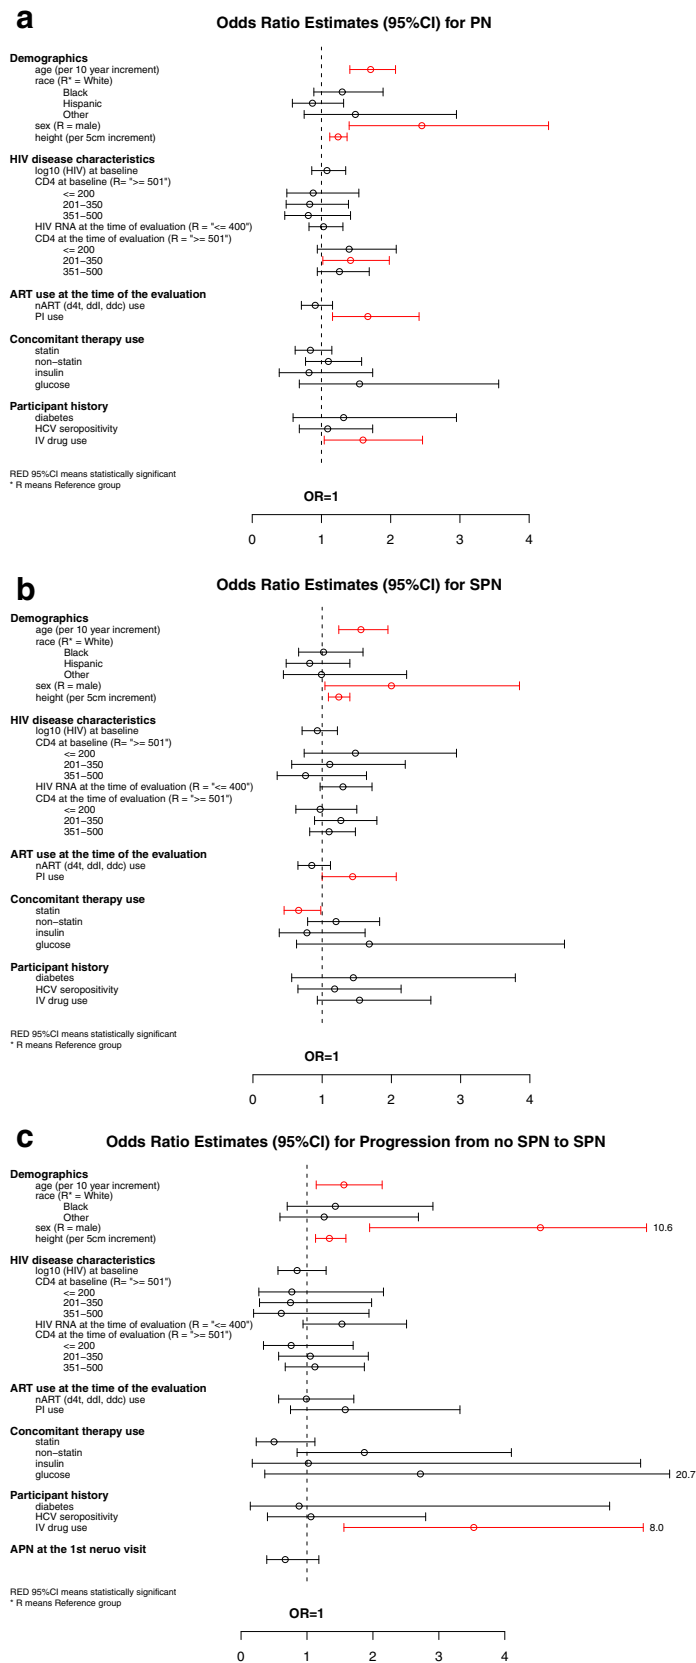 a
Odds Ratio Estimates (95%CI) for PN
Demographics
age (per 10 year increment)
race (R* = White)
Black
Hispanic
Other
sex (R = male)
height (per 5cm increment)
HIV disease characteristics
log10 (HIV) at baseline
CD4 at baseline (R= ">= 501")
<= 200
201−350
351−500
HIV RNA at the time of evaluation (R = "<= 400")
CD4 at the time of evaluation (R = ">= 501")
<= 200
201−350
351−500
ART use at the time of the evaluation
nART (d4t, ddI, ddc) use
PI use
Concomitant therapy use
statin
non−statin
insulin
glucose
Participant history
diabetes
HCV seropositivity
IV drug use
RED 95%CI means statistically significant
* R means Reference group
OR=1
0 1 2 3 4
b
Odds Ratio Estimates (95%CI) for SPN
Demographics
age (per 10 year increment)
race (R* = White)
Black
Hispanic
Other
sex (R = male)
height (per 5cm increment)
HIV disease characteristics
log10 (HIV) at baseline
CD4 at baseline (R= ">= 501")
<= 200
201−350
351−500
HIV RNA at the time of evaluation (R = "<= 400")
CD4 at the time of evaluation (R = ">= 501")
<= 200
201−350
351−500
ART use at the time of the evaluation
nART (d4t, ddI, ddc) use
PI use
Concomitant therapy use
statin
non−statin
insulin
glucose
Participant history
diabetes
HCV seropositivity
IV drug use
RED 95%CI means statistically significant
* R means Reference group
OR=1
0 1 2 3 4
c
Odds Ratio Estimates (95%CI) for Progression from no SPN to SPN
Demographics
age (per 10 year increment)
race (R* = White)
Black
Other
sex (R = male) 10.6
height (per 5cm increment)
HIV disease characteristics
log10 (HIV) at baseline
CD4 at baseline (R= ">= 501")
<= 200
201−350
351−500
HIV RNA at the time of evaluation (R = "<= 400")
CD4 at the time of evaluation (R = ">= 501")
<= 200
201−350
351−500
ART use at the time of the evaluation
nART (d4t, ddI, ddc) use
PI use
Concomitant therapy use
statin
non−statin
insulin
glucose 20.7
Participant history
diabetes
HCV seropositivity
IV drug use 8.0
APN at the 1st neruo visit
RED 95%CI means statistically significant
* R means Reference group
OR=1
0 1 2 3 4